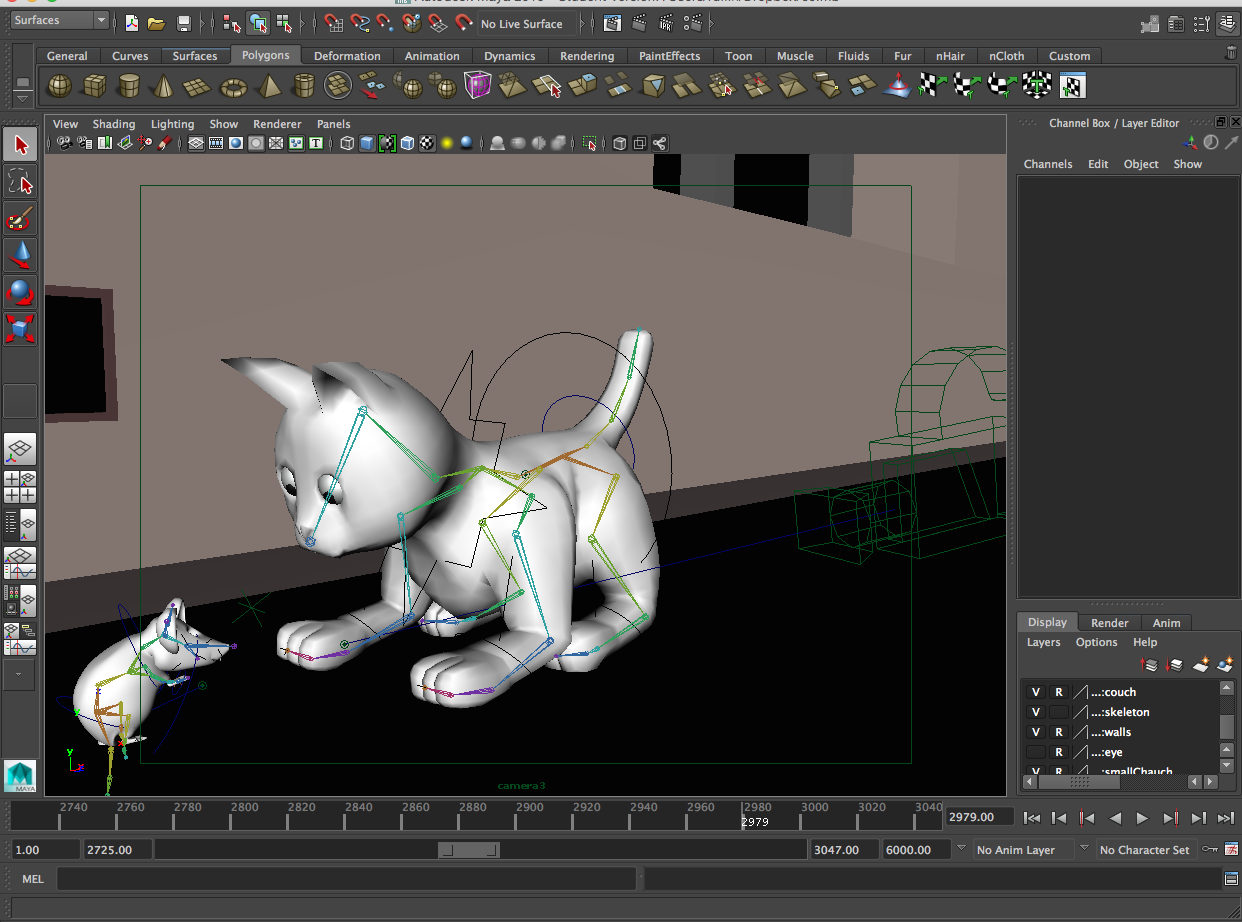 Surfaces
No Live Surface
General Curves Surfaces Polygons Deformation Animation Dynamics Rendering PaintEffects Toon Muscle Fluids Fur nHair nCloth Custom
View Shading Lighting Show Renderer Panels
Channel Box / Layer Editor
Channels Edit Object Show
camera3
Display Render Anim
Layers Options Help
V R ...:couch
V ...:skeleton
V R ...:walls
R ...:eye
V R ...:smallChauch
MAYA
2740 2760 2780 2800 2820 2840 2860 2880 2900 2920 2940 2960 2980 3000 3020 3040
2979
2979.00
1.00 2725.00 3047.00 6000.00 No Anim Layer No Character Set
MEL